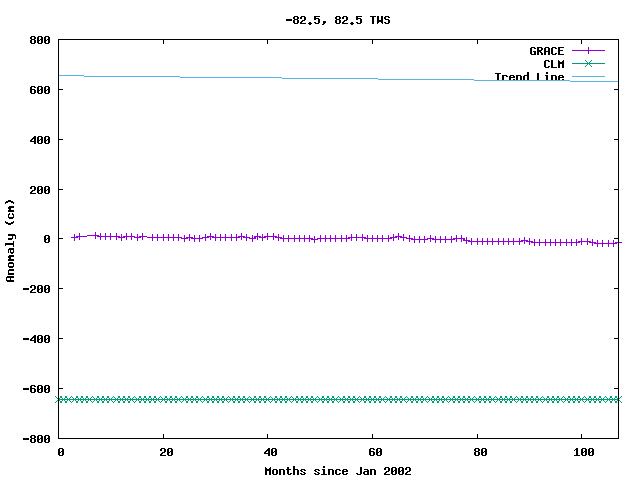 -82.5, 82.5 TWS
800
600
400
200
0
-200
-400
-600
-800
Anomaly (cm)
GRACE
CLM
Trend Line
0 20 40 60 80 100
Months since Jan 2002